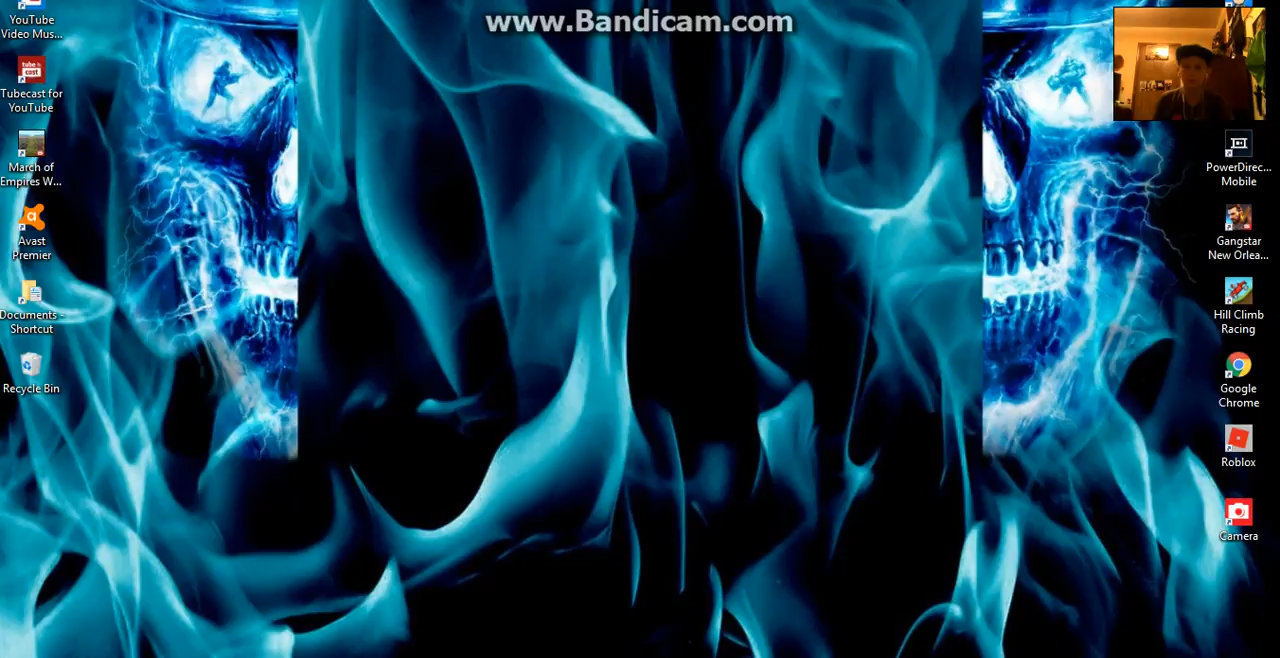 www.Bandicam.com
YouTube
Video Mus...
tube
cast
Tubecast for
YouTube
March of
Empires W...
Avast
Premier
Documents -
Shortcut
Recycle Bin
PowerDirec...
Mobile
Gangstar
New Orlea...
Hill Climb
Racing
Google
Chrome
Roblox
Camera